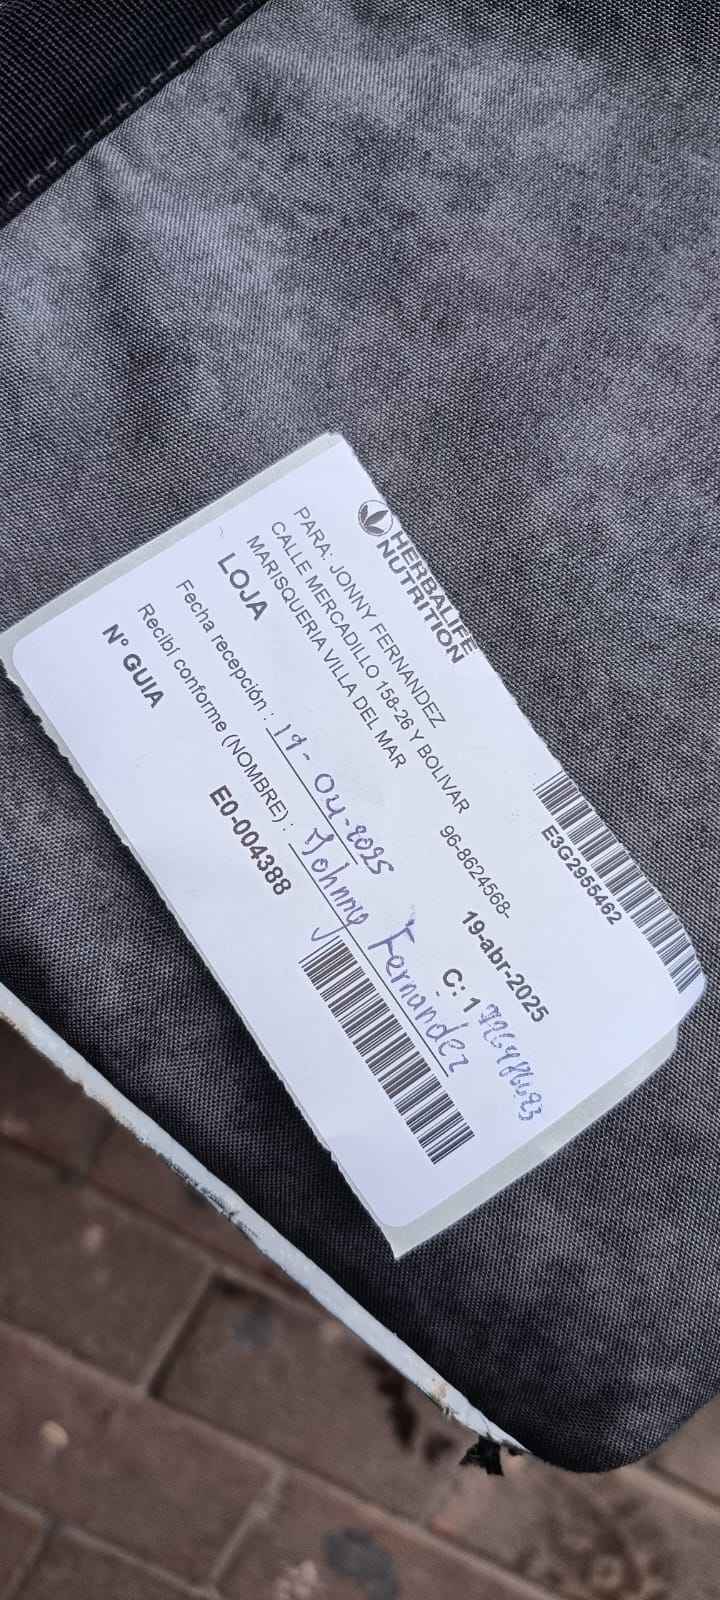 HERBALIFE
NUTRITION
E3G2955462
PARA: JONNY FERNANDEZ
CALLE MERCADILLO 158-26 Y BOLIVAR
MARISQUERIA VILLA DEL MAR
96-8624568-
LOJA
19-abr-2025
C: 1
Fecha recepción : 19-04-2025
Recibí conforme (NOMBRE) : Johnny Fernandez
Nº GUIA
E0-004388